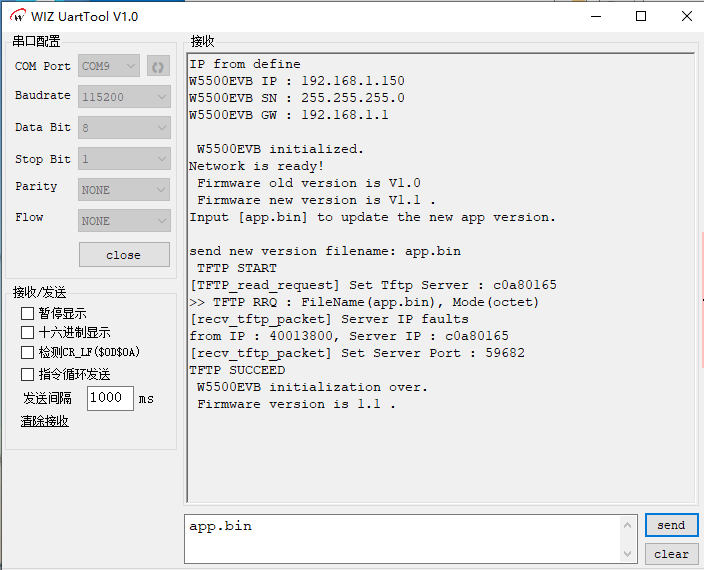 WIZ UartTool V1.0
串口配置
COM Port COM9
Baudrate 115200
Data Bit 8
Stop Bit 1
Parity NONE
Flow NONE
close
接收/发送
暂停显示
十六进制显示
检测CR_LF($0D$0A)
指令循环发送
发送间隔 1000 ms
清除接收
接收
IP from define
W5500EVB IP : 192.168.1.150
W5500EVB SN : 255.255.255.0
W5500EVB GW : 192.168.1.1
W5500EVB initialized.
Network is ready!
Firmware old version is V1.0
Firmware new version is V1.1 .
Input [app.bin] to update the new app version.
send new version filename: app.bin
TFTP START
[TFTP_read_request] Set Tftp Server : c0a80165
>> TFTP RRQ : FileName(app.bin), Mode(octet)
[recv_tftp_packet] Server IP faults
from IP : 40013800, Server IP : c0a80165
[recv_tftp_packet] Set Server Port : 59682
TFTP SUCCEED
W5500EVB initialization over.
Firmware version is 1.1 .
app.bin
send
clear